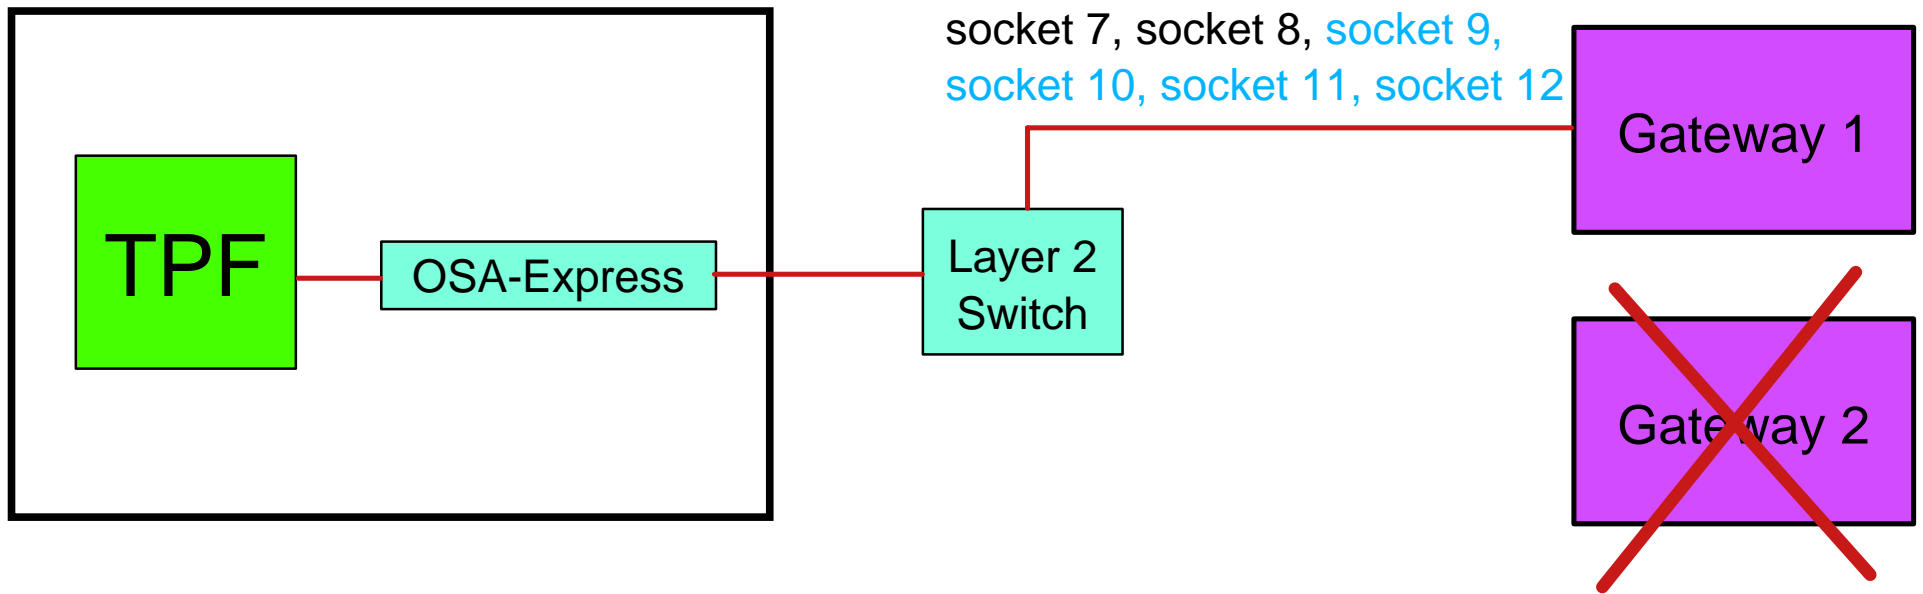 socket 7, socket 8, socket 9,
socket 10, socket 11, socket 12
Gateway 1
TPF
OSA-Express
Layer 2
Switch
Gateway 2